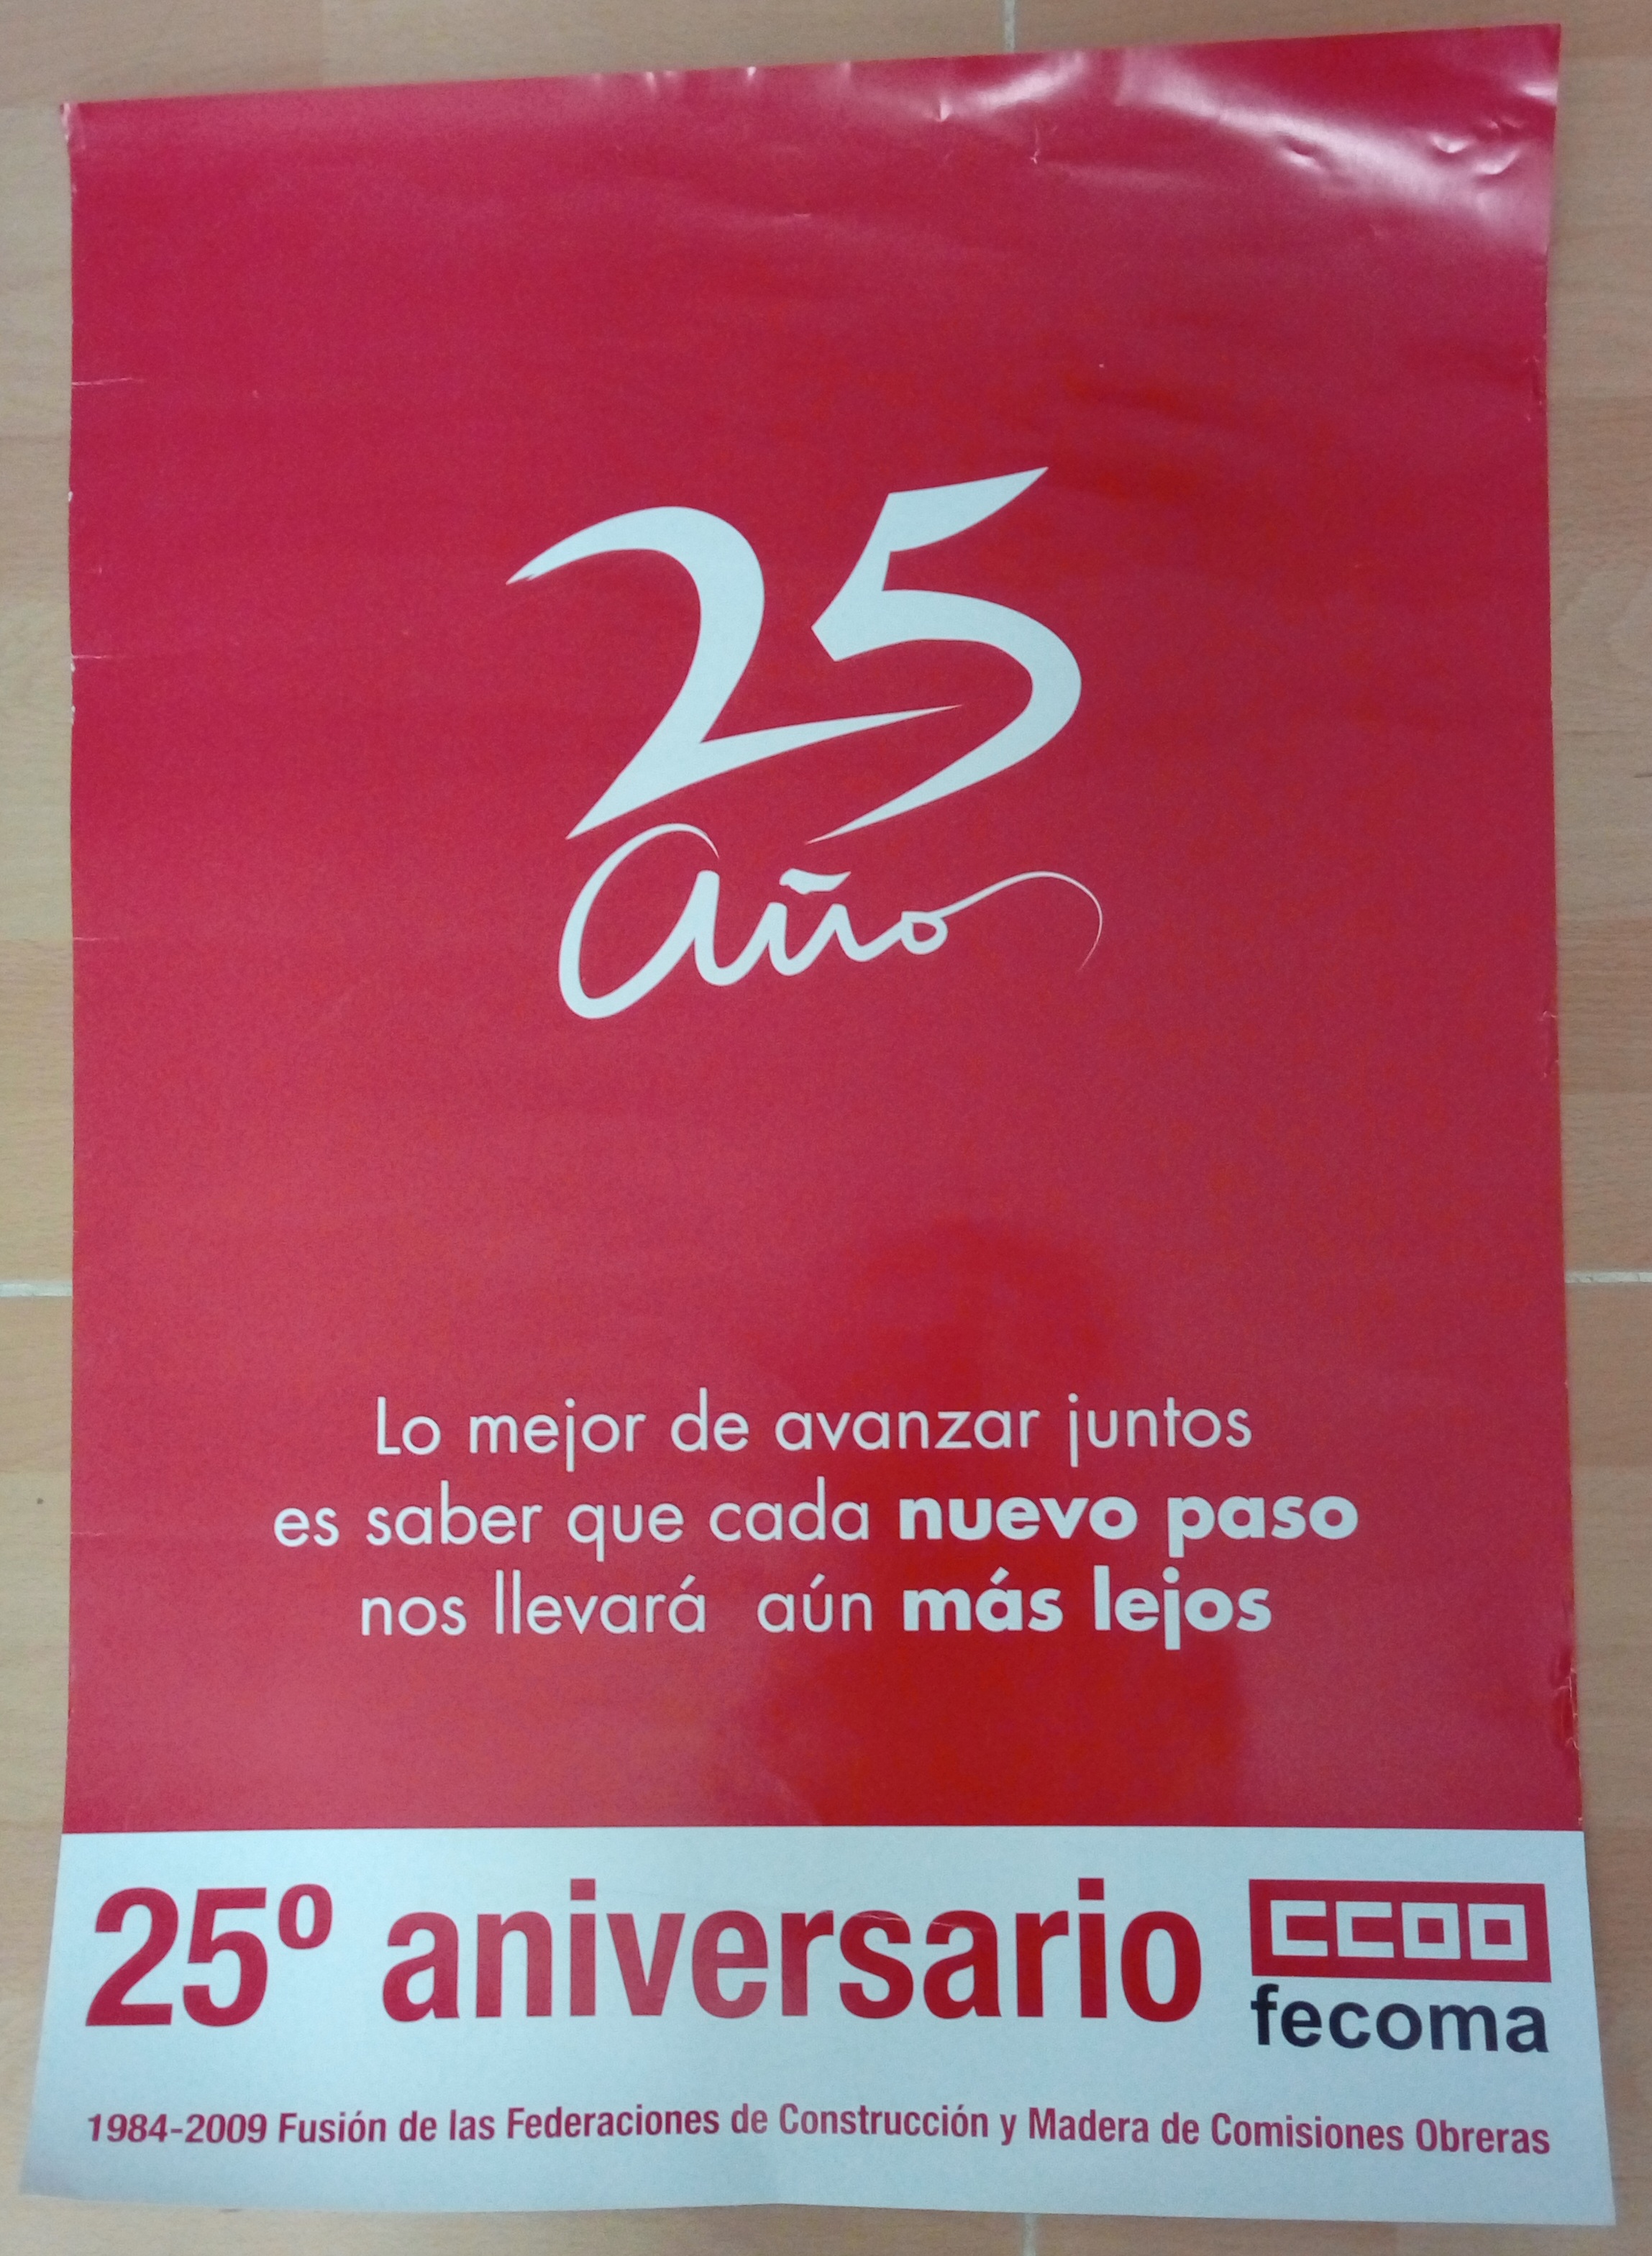 25
año
Lo mejor de avanzar juntos
es saber que cada nuevo paso
nos llevará aún más lejos
25º aniversario
CCOO
fecoma
1984-2009 Fusión de las Federaciones de Construcción y Madera de Comisiones Obreras